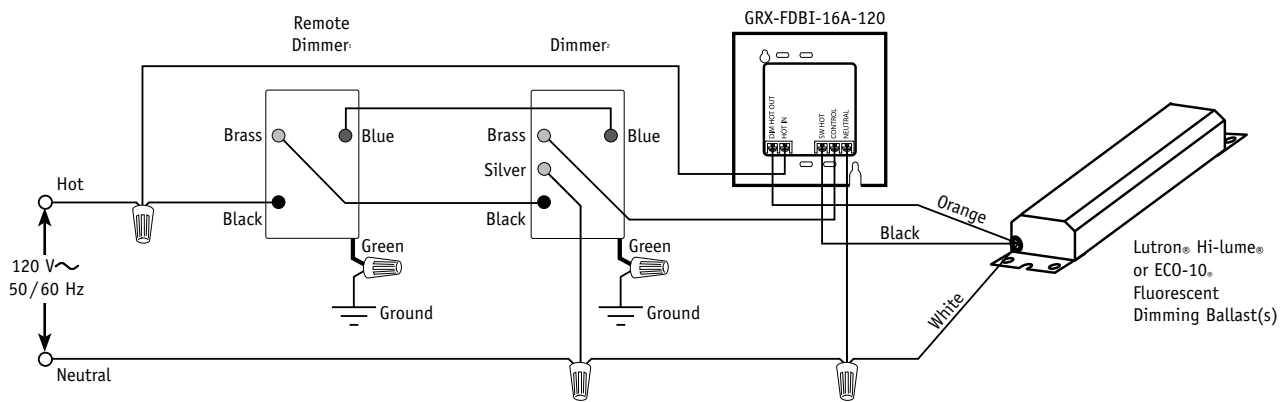 GRX-FDBI-16A-120
Remote
Dimmer¹
Dimmer²
DIM HOT OUT
HOT IN
SW HOT
CONTROL
NEUTRAL
Brass
Blue
Brass
Blue
Silver
Hot
Black
Black
Orange
Black
Green
Green
120 V~
50/60 Hz
Ground
Ground
White
Lutron® Hi-lume®
or ECO-10®
Fluorescent
Dimming Ballast(s)
Neutral